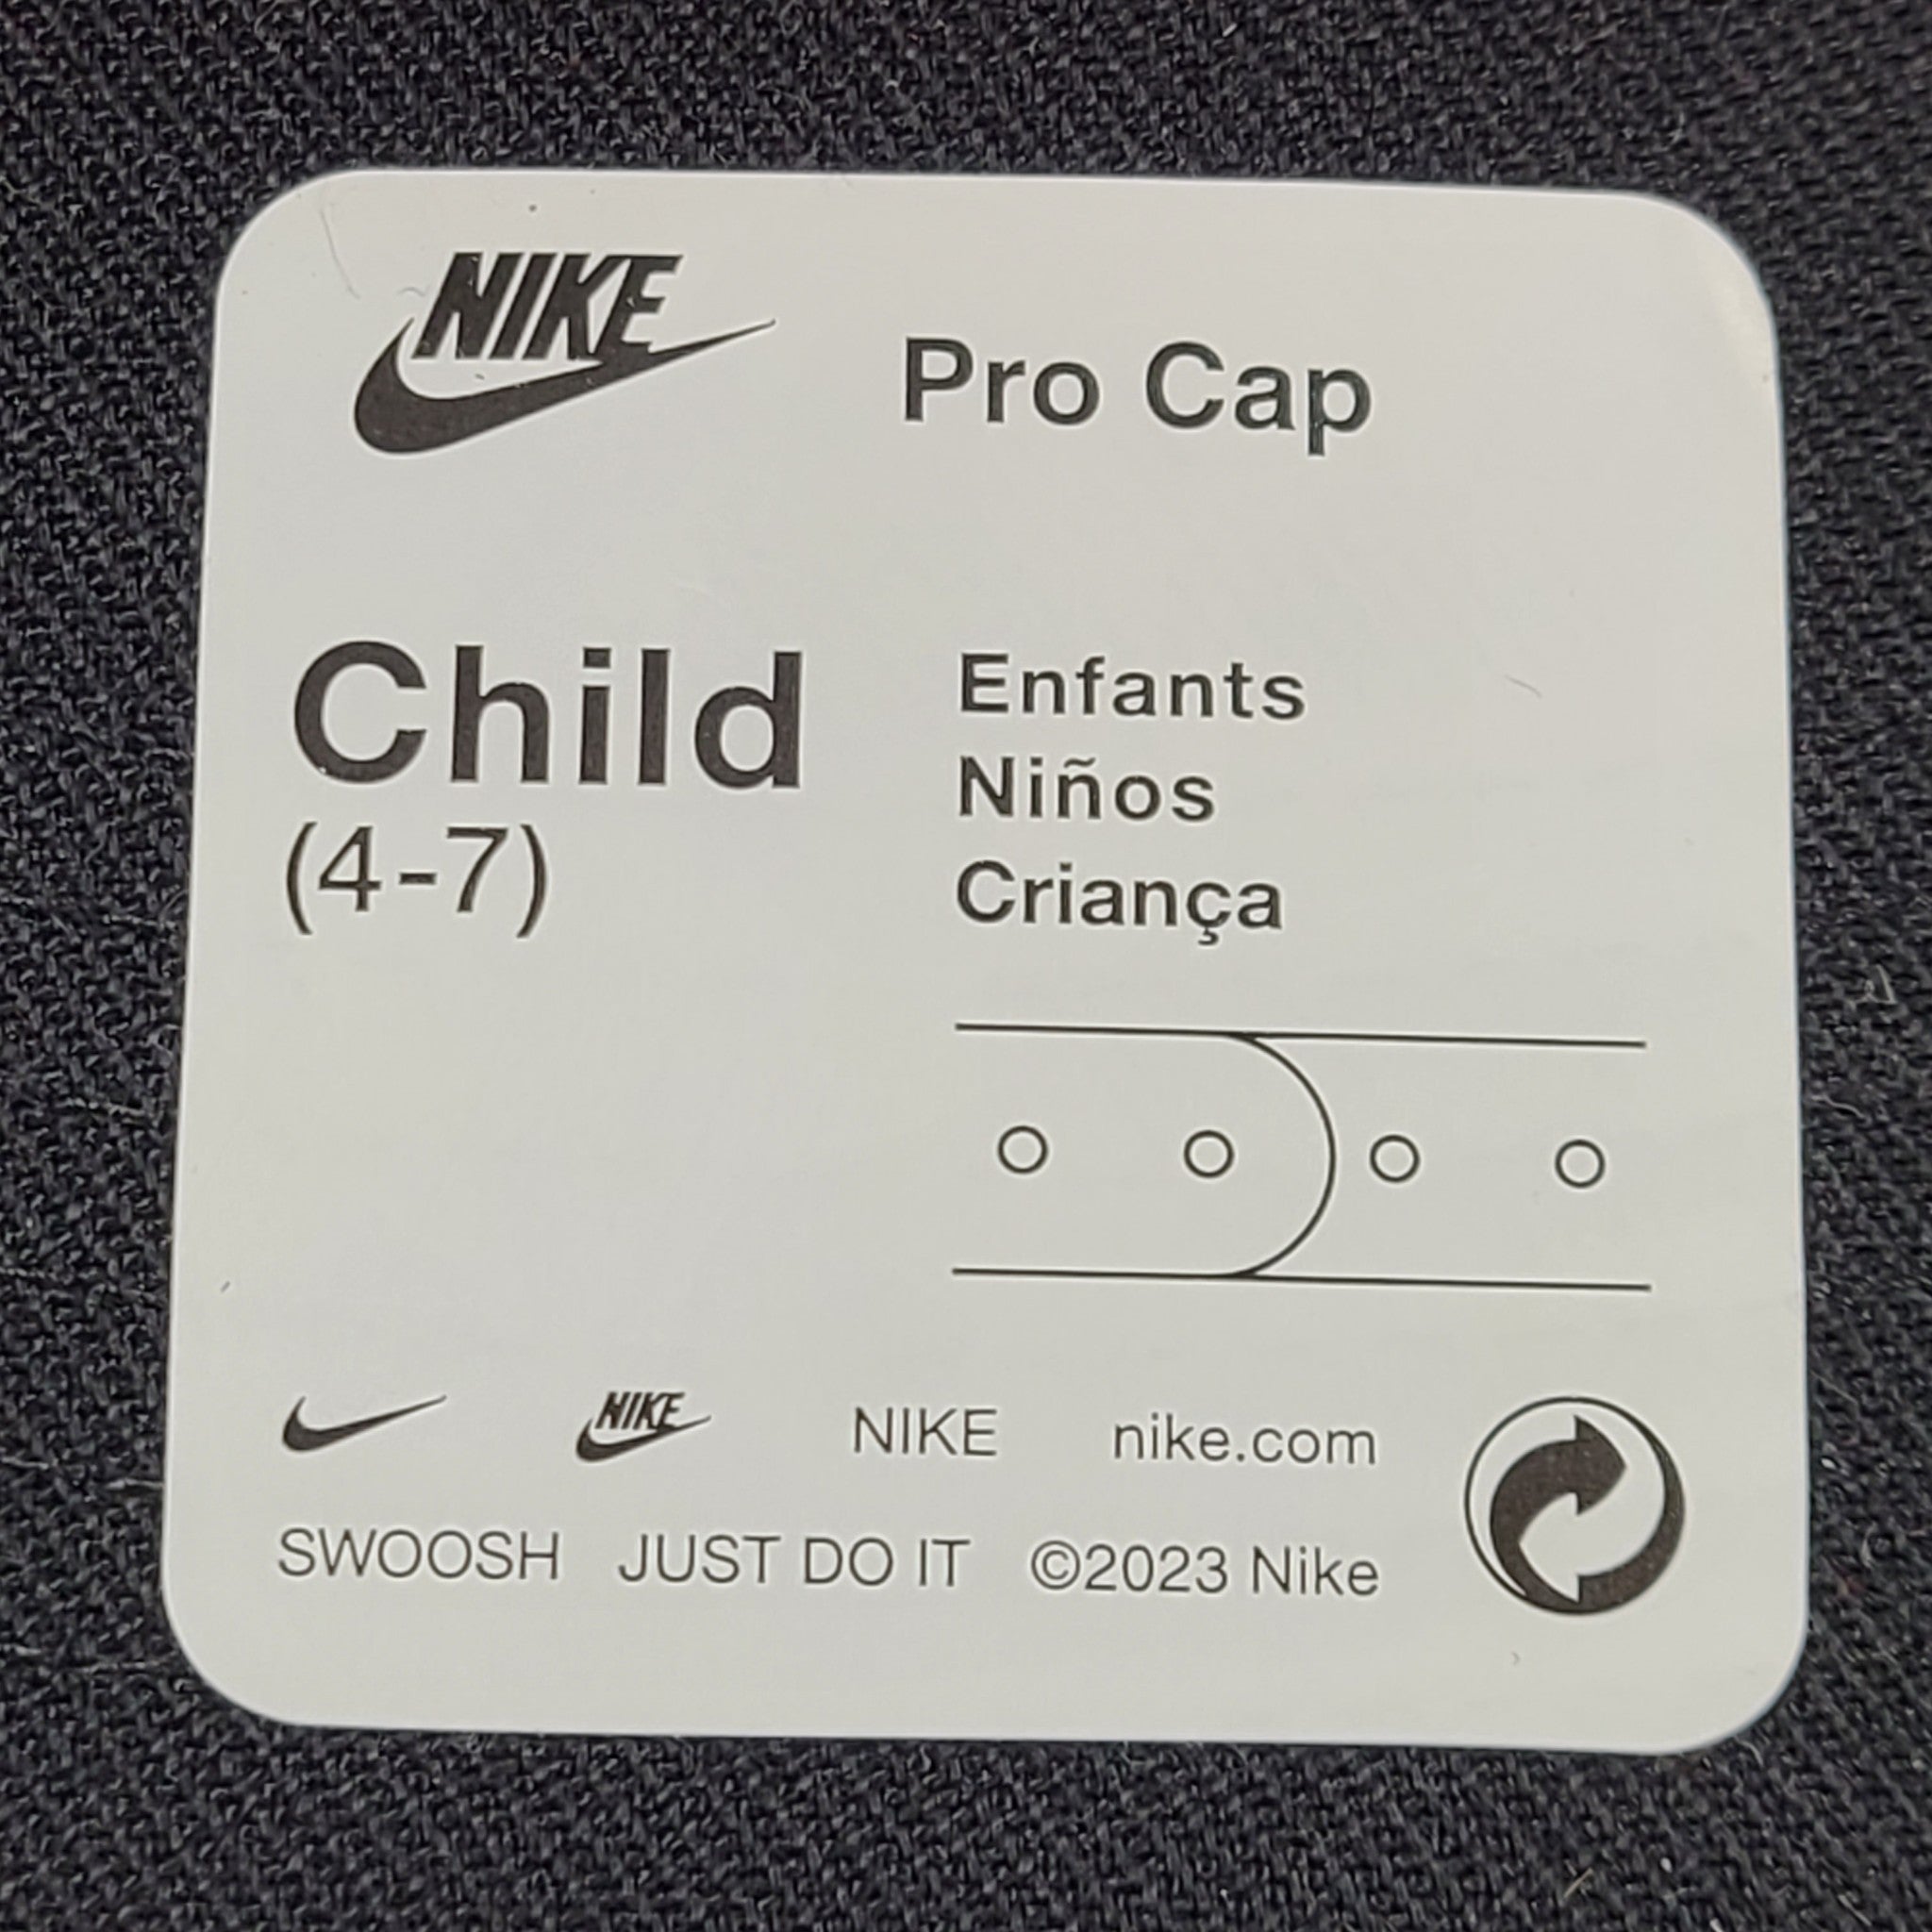 NIKE Pro Cap
Child
(4-7)
Enfants
Niños
Criança
NIKE NIKE nike.com
SWOOSH JUST DO IT ©2023 Nike